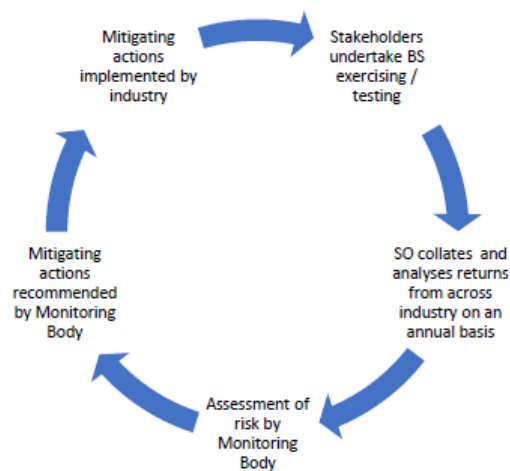 Mitigating
actions
implemented by
industry
Stakeholders
undertake BS
exercising /
testing
SO collates and
analyses returns
from across
industry on an
annual basis
Assessment of
risk by
Monitoring
Body
Mitigating
actions
recommended
by Monitoring
Body